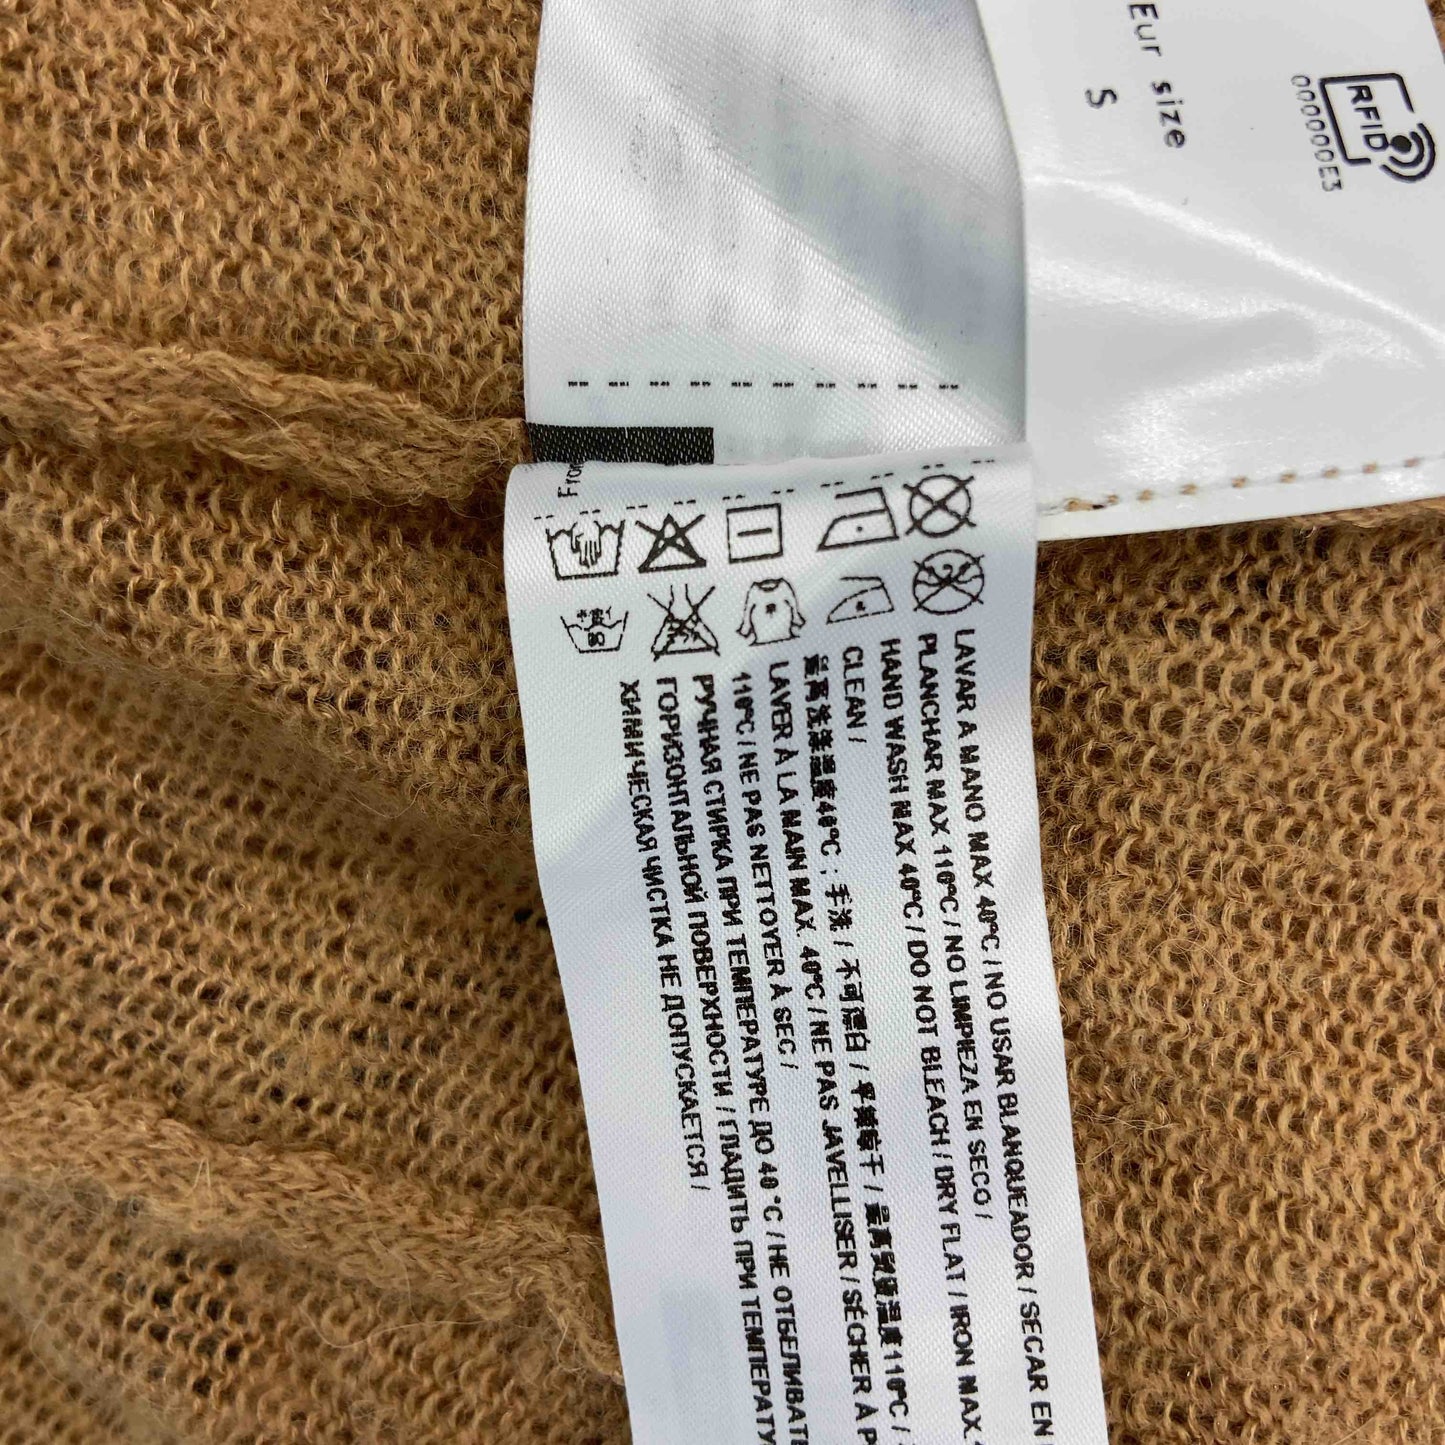 Eur size
S
RFID
000000E3
LAVAR A MANO MAX 40ºC / NO USAR BLANQUEADOR / SECAR EN
PLANCHAR MAX 110ºC / NO LIMPIEZA EN SECO /
HAND WASH MAX 40ºC / DO NOT BLEACH / DRY FLAT / IRON MAX.
CLEAN /
最高洗涤温度40ºC ; 手洗 / 不可漂白 / 平摊晾干 / 最高熨烫温度110ºC /
LAVER À LA MAIN MAX. 40ºC / NE PAS JAVELLISER / SÉCHER À
110ºC / NE PAS NETTOYER À SEC /
РУЧНАЯ СТИРКА ПРИ ТЕМПЕРАТУРЕ ДО 40 °C / НЕ ОТБЕЛИВАТЬ
ГОРИЗОНТАЛЬНОЙ ПОВЕРХНОСТИ / ГЛАДИТЬ ПРИ
ХИМИЧЕСКАЯ ЧИСТКА НЕ ДОПУСКАЕТСЯ /